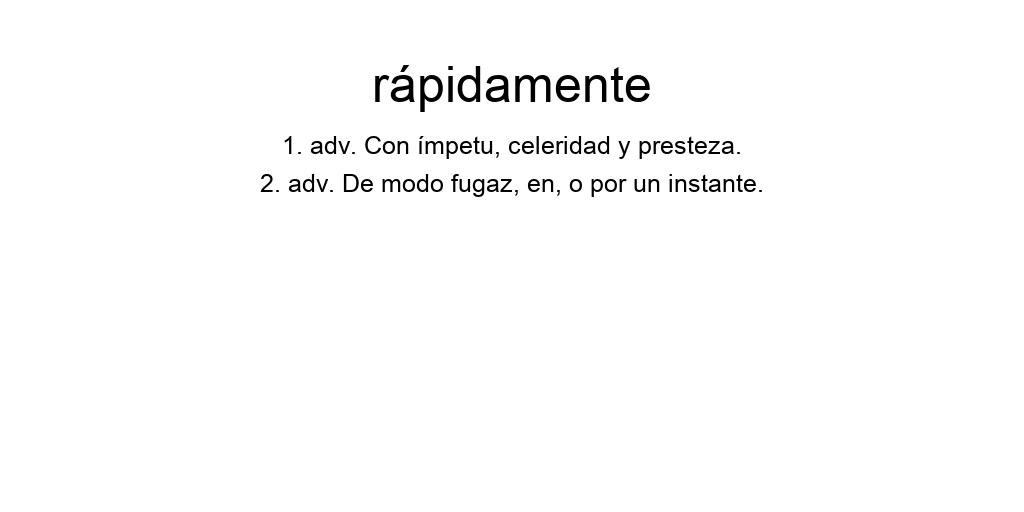 rápidamente
1. adv. Con ímpetu, celeridad y presteza.
2. adv. De modo fugaz, en, o por un instante.